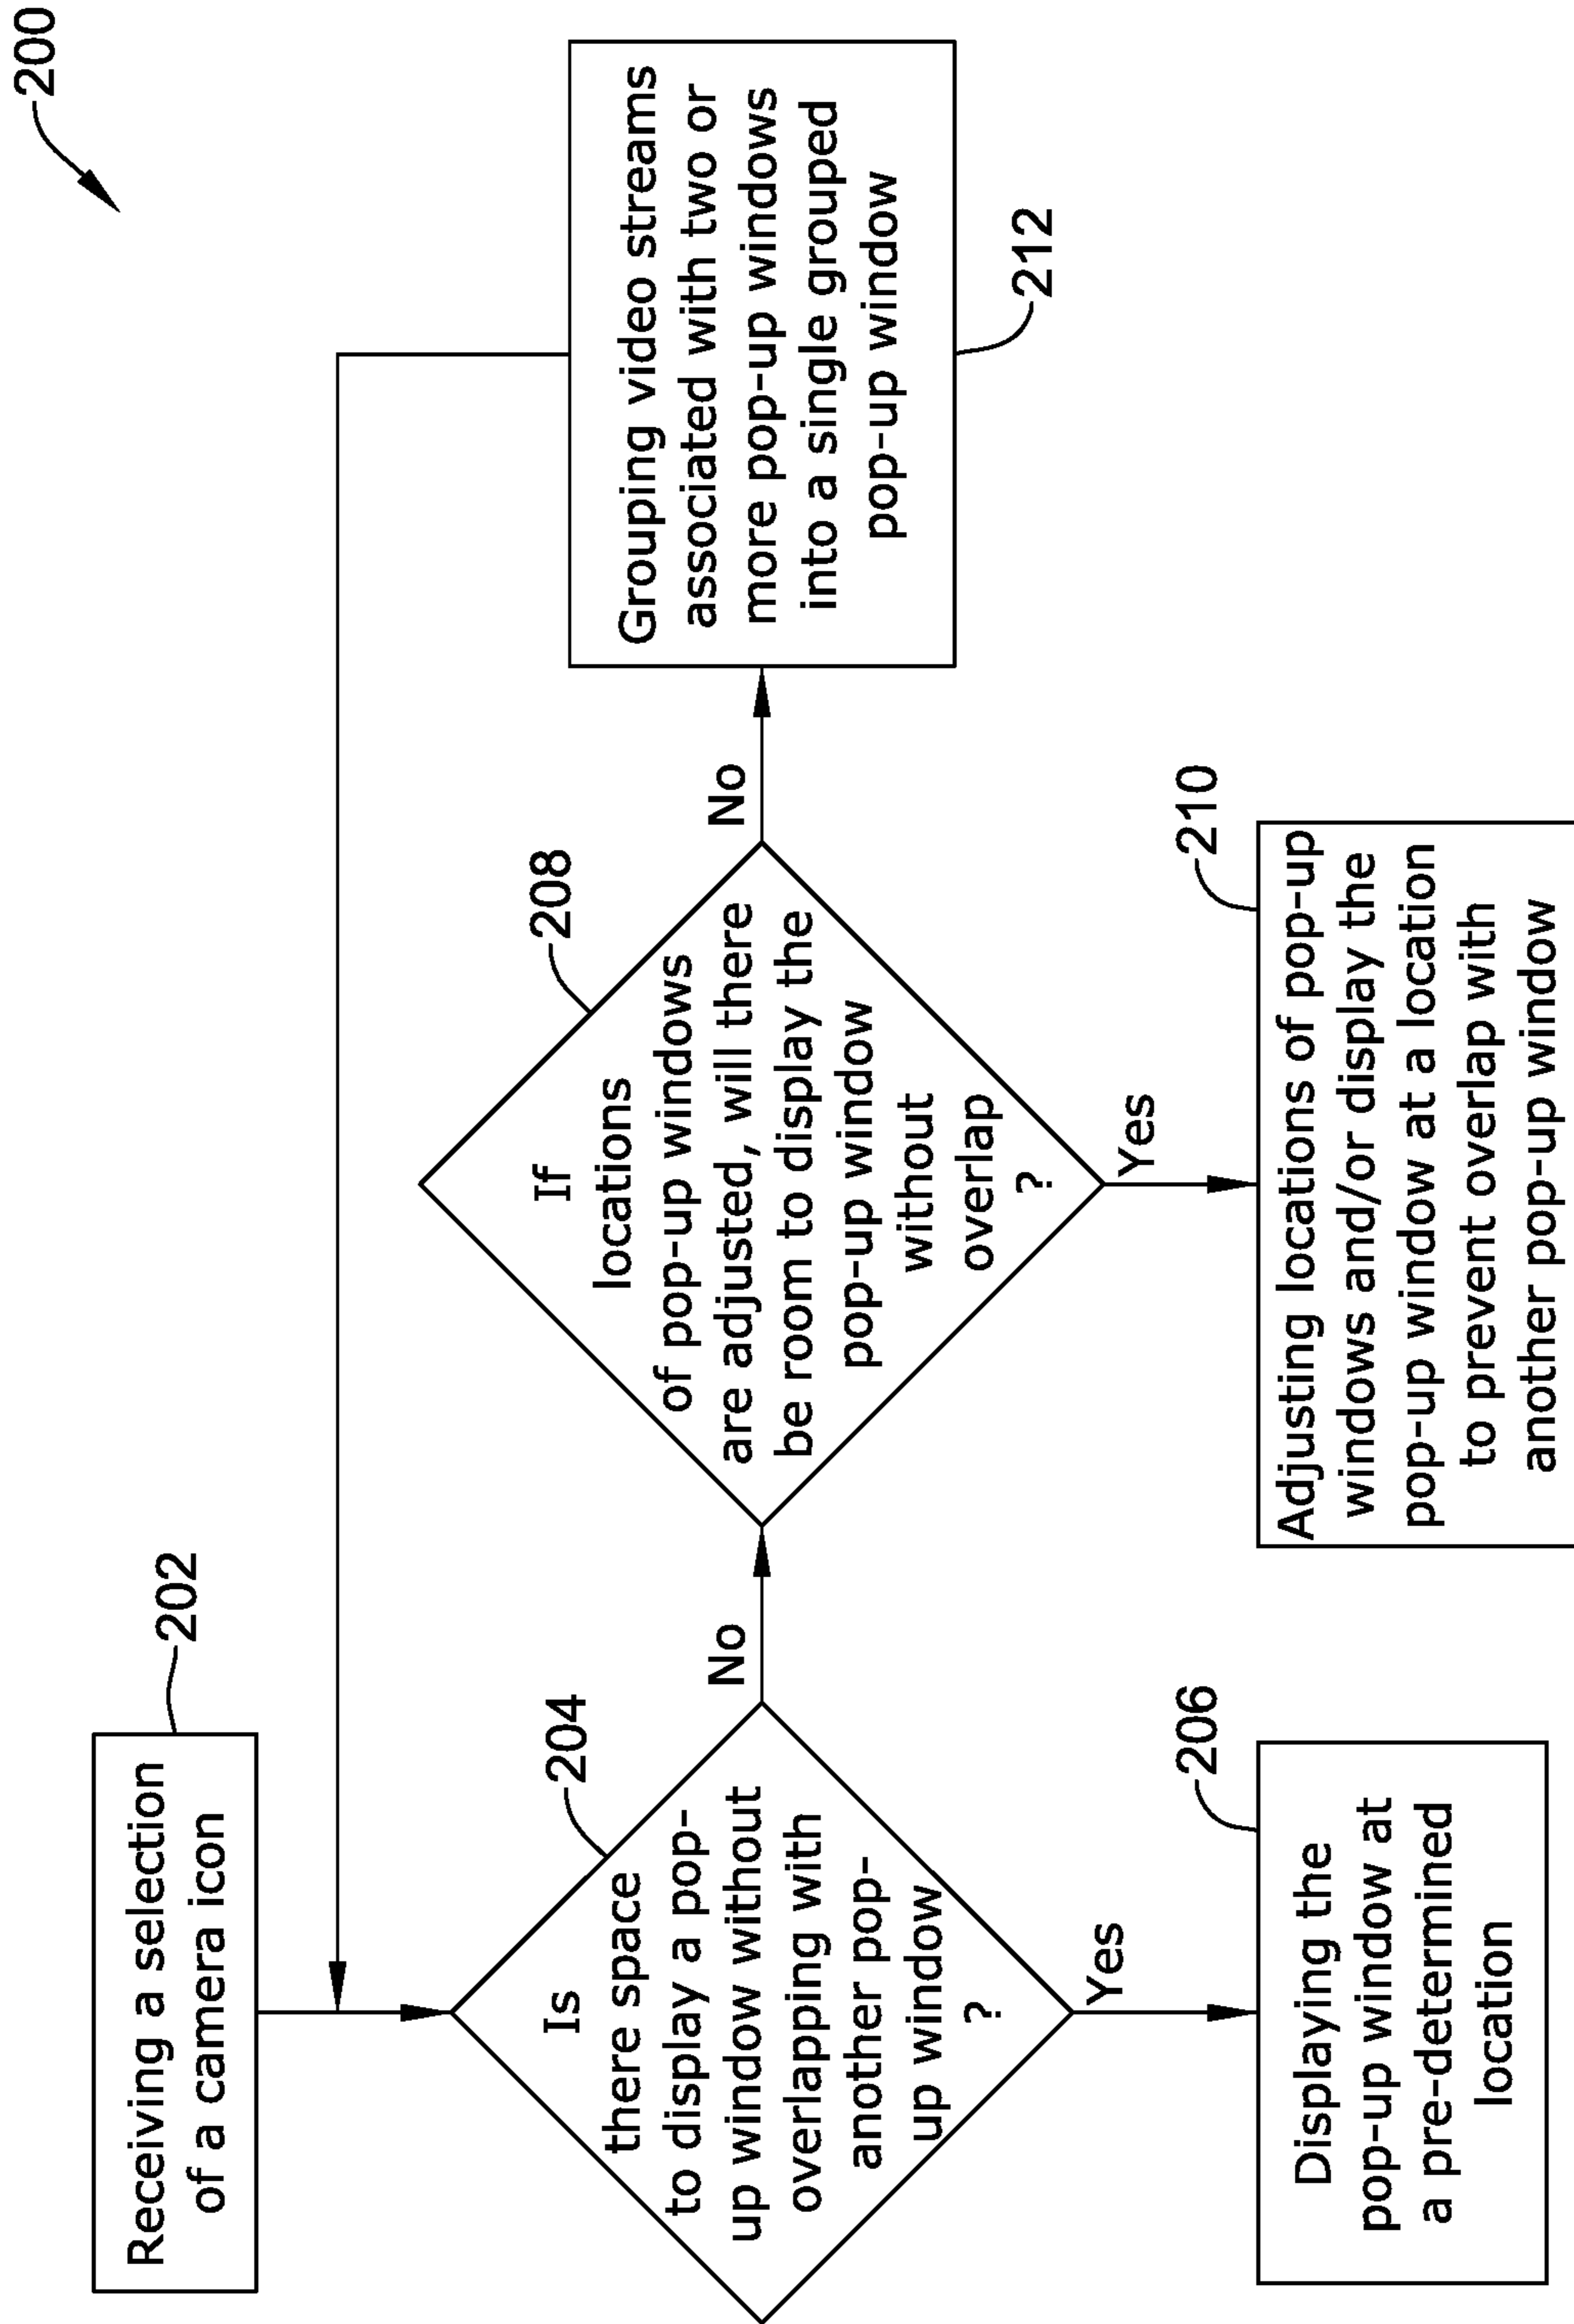 200
202
Receiving a selection
of a camera icon
204
Is
there space
to display a pop-
up window without
overlapping with
another pop-
up window
?
No
Yes
206
Displaying the
pop-up window at
a pre-determined
location
208
If
locations
of pop-up windows
are adjusted, will there
be room to display the
pop-up window
without
overlap
?
No
Yes
210
Adjusting locations of pop-up
windows and/or display the
pop-up window at a location
to prevent overlap with
another pop-up window
Grouping video streams
associated with two or
more pop-up windows
into a single grouped
pop-up window
212